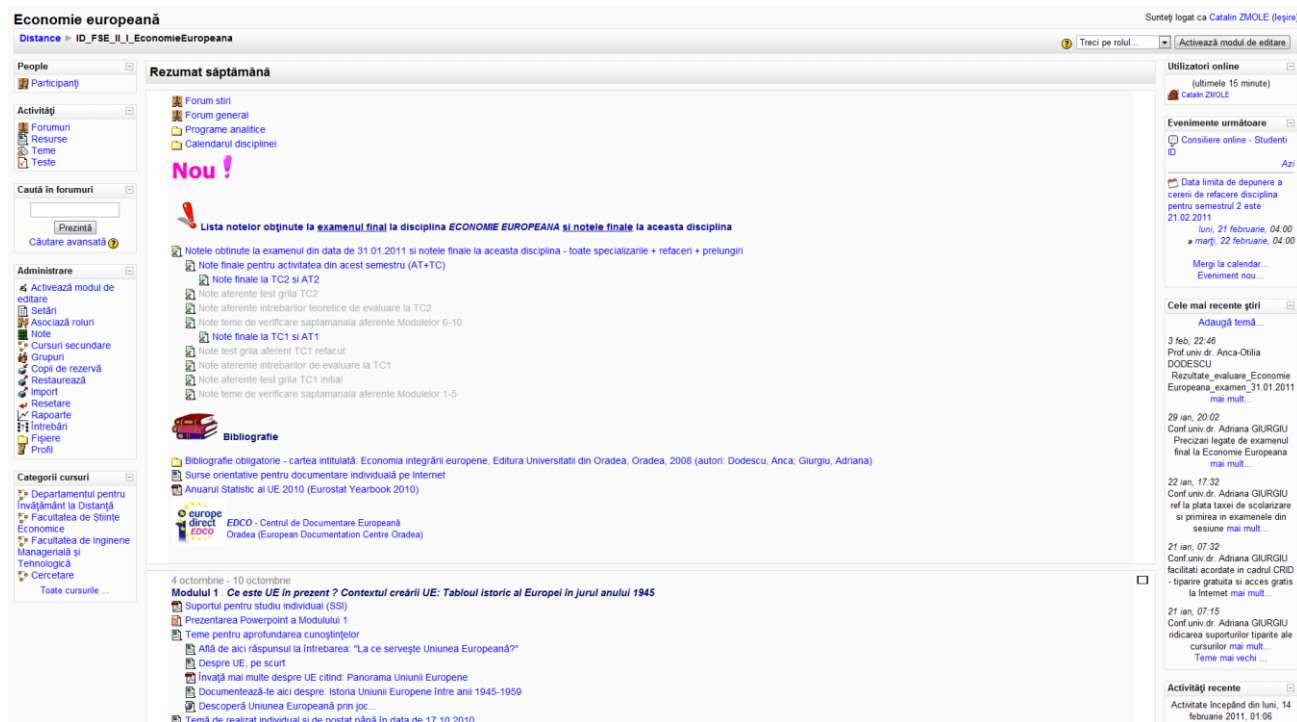 Economie europeană
Sunteţi logat ca Catalin ZMOLE (Ieşire)
Distance ► ID_FSE_II_I_EconomieEuropeana
Treci pe rolul...
Activează modul de editare
People
Participanţi
Activităţi
Forumuri
Resurse
Teme
Teste
Caută în forumuri
Prezintă
Căutare avansată
Administrare
Activează modul de
editare
Setări
Asociază roluri
Note
Cursuri secundare
Grupuri
Copii de rezervă
Restaurează
Import
Resetare
Rapoarte
Întrebări
Fişiere
Profil
Categorii cursuri
Departamentul pentru
Învăţământ la Distanţă
Facultatea de Științe
Economice
Facultatea de Inginerie
Managerială și
Tehnologică
Cercetare
Toate cursurile ...
Rezumat săptămână
Forum stiri
Forum general
Programe analitice
Calendarul disciplinei
Nou !
Lista notelor obţinute la examenul final la disciplina ECONOMIE EUROPEANA si notele finale la aceasta disciplina
Notele obtinute la examenul din data de 31.01.2011 si notele finale la aceasta disciplina - toate specializarile + refaceri + prelungiri
Note finale pentru activitatea din acest semestru (AT+TC)
Note finale la TC2 si AT2
Note aferente test grila TC2
Note aferente intrebarilor teoretice de evaluare la TC2
Note teme de verificare saptamanala aferente Modulelor 6-10
Note finale la TC1 si AT1
Note test grila aferent TC1 refacut
Note aferente intrebarilor de evaluare la TC1
Note aferente test grila TC1 initial
Note teme de verificare saptamanala aferente Modulelor 1-5
Bibliografie
Bibliografie obligatorie - cartea intitulată: Economia integrării europene, Editura Universitatii din Oradea, Oradea, 2008 (autori: Dodescu, Anca; Giurgiu, Adriana)
Surse orientative pentru documentare individuală pe Internet
Anuarul Statistic al UE 2010 (Eurostat Yearbook 2010)
europe
direct
EDCO
EDCO - Centrul de Documentare Europeană
Oradea (European Documentation Centre Oradea)
4 octombrie - 10 octombrie
Modulul 1 . Ce este UE în prezent ? Contextul creării UE: Tabloul istoric al Europei în jurul anului 1945
Suportul pentru studiu individual (SSI)
Prezentarea Powerpoint a Modulului 1
Teme pentru aprofundarea cunoştinţelor
Află de aici răspunsul la întrebarea: "La ce serveşte Uniunea Europeană?"
Despre UE, pe scurt
Învaţă mai multe despre UE citind: Panorama Uniunii Europene
Documentează-te aici despre: Istoria Uniunii Europene între anii 1945-1959
Descoperă Uniunea Europeană prin joc...
Temă de realizat individual si de postat până în data de 17.10.2010
Utilizatori online
(ultimele 15 minute)
Catalin ZMOLE
Evenimente următoare
Consiliere online - Studenti
ID
Azi
Data limita de depunere a
cererii de refacere disciplina
pentru semestrul 2 este
21.02.2011
luni, 21 februarie, 04:00
» marţi, 22 februarie, 04:00
Mergi la calendar...
Eveniment nou...
Cele mai recente ştiri
Adaugă temă...
3 feb, 22:46
Prof.univ.dr. Anca-Otilia
DODESCU
Rezultate_evaluare_Economie
Europeana_examen_31.01.2011
mai mult...
29 ian, 20:02
Conf.univ.dr. Adriana GIURGIU
Precizari legate de examenul
final la Economie Europeana
mai mult...
22 ian, 17:32
Conf.univ.dr. Adriana GIURGIU
ref la plata taxei de scolarizare
si primirea in examenele din
sesiune mai mult...
21 ian, 07:32
Conf.univ.dr. Adriana GIURGIU
facilitati acordate in cadrul CRID
- tiparire gratuita si acces gratis
la Internet mai mult...
21 ian, 07:15
Conf.univ.dr. Adriana GIURGIU
ridicarea suporturilor tiparite ale
cursurilor mai mult...
Teme mai vechi ...
Activităţi recente
Activitate începând din luni, 14
februarie 2011, 01:06